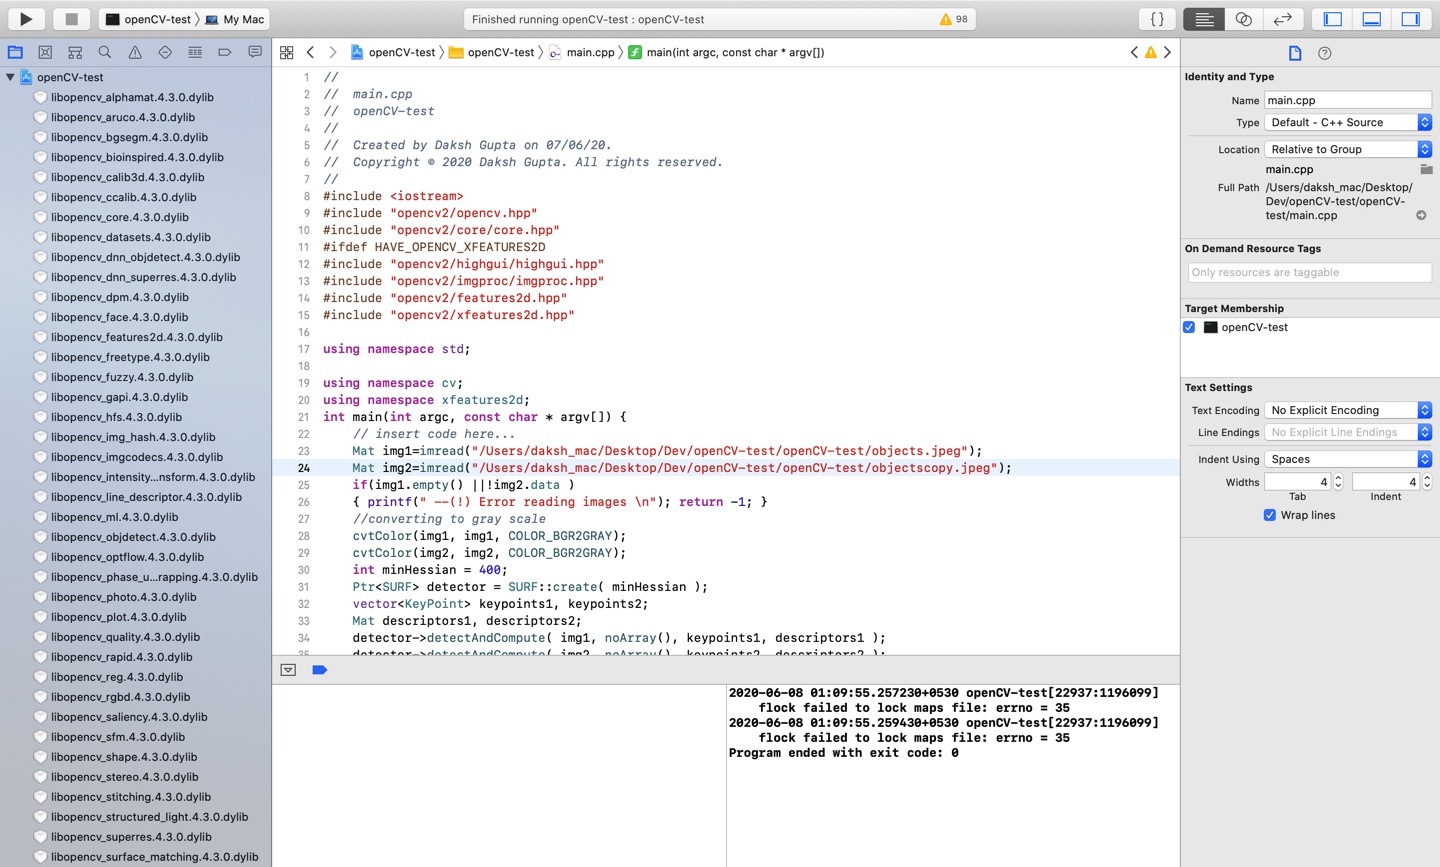 openCV-test 〉 My Mac
Finished running openCV-test : openCV-test
98
openCV-test
libopencv_alphamat.4.3.0.dylib
libopencv_aruco.4.3.0.dylib
libopencv_bgsegm.4.3.0.dylib
libopencv_bioinspired.4.3.0.dylib
libopencv_calib3d.4.3.0.dylib
libopencv_ccalib.4.3.0.dylib
libopencv_core.4.3.0.dylib
libopencv_datasets.4.3.0.dylib
libopencv_dnn_objdetect.4.3.0.dylib
libopencv_dnn_superres.4.3.0.dylib
libopencv_dpm.4.3.0.dylib
libopencv_face.4.3.0.dylib
libopencv_features2d.4.3.0.dylib
libopencv_freetype.4.3.0.dylib
libopencv_fuzzy.4.3.0.dylib
libopencv_gapi.4.3.0.dylib
libopencv_hfs.4.3.0.dylib
libopencv_img_hash.4.3.0.dylib
libopencv_imgcodecs.4.3.0.dylib
libopencv_intensity...nsform.4.3.0.dylib
libopencv_line_descriptor.4.3.0.dylib
libopencv_ml.4.3.0.dylib
libopencv_objdetect.4.3.0.dylib
libopencv_optflow.4.3.0.dylib
libopencv_phase_u...rapping.4.3.0.dylib
libopencv_photo.4.3.0.dylib
libopencv_plot.4.3.0.dylib
libopencv_quality.4.3.0.dylib
libopencv_rapid.4.3.0.dylib
libopencv_reg.4.3.0.dylib
libopencv_rgbd.4.3.0.dylib
libopencv_saliency.4.3.0.dylib
libopencv_sfm.4.3.0.dylib
libopencv_shape.4.3.0.dylib
libopencv_stereo.4.3.0.dylib
libopencv_stitching.4.3.0.dylib
libopencv_structured_light.4.3.0.dylib
libopencv_superres.4.3.0.dylib
libopencv_surface_matching.4.3.0.dylib
openCV-test 〉 openCV-test 〉 main.cpp 〉 main(int argc, const char * argv[])
1 //
2 //  main.cpp
3 //  openCV-test
4 //
5 //  Created by Daksh Gupta on 07/06/20.
6 //  Copyright © 2020 Daksh Gupta. All rights reserved.
7 //
8 #include <iostream>
9 #include "opencv2/opencv.hpp"
10 #include "opencv2/core/core.hpp"
11 #ifdef HAVE_OPENCV_XFEATURES2D
12 #include "opencv2/highgui/highgui.hpp"
13 #include "opencv2/imgproc/imgproc.hpp"
14 #include "opencv2/features2d.hpp"
15 #include "opencv2/xfeatures2d.hpp"
16
17 using namespace std;
18
19 using namespace cv;
20 using namespace xfeatures2d;
21 int main(int argc, const char * argv[]) {
22     // insert code here...
23     Mat img1=imread("/Users/daksh_mac/Desktop/Dev/openCV-test/openCV-test/objects.jpeg");
24     Mat img2=imread("/Users/daksh_mac/Desktop/Dev/openCV-test/openCV-test/objectscopy.jpeg");
25     if(img1.empty() ||!img2.data )
26     { printf(" --(!) Error reading images \n"); return -1; }
27     //converting to gray scale
28     cvtColor(img1, img1, COLOR_BGR2GRAY);
29     cvtColor(img2, img2, COLOR_BGR2GRAY);
30     int minHessian = 400;
31     Ptr<SURF> detector = SURF::create( minHessian );
32     vector<KeyPoint> keypoints1, keypoints2;
33     Mat descriptors1, descriptors2;
34     detector->detectAndCompute( img1, noArray(), keypoints1, descriptors1 );
35     detector->detectAndCompute( img2, noArray(), keypoints2, descriptors2 );
2020-06-08 01:09:55.257230+0530 openCV-test[22937:1196099]
flock failed to lock maps file: errno = 35
2020-06-08 01:09:55.259430+0530 openCV-test[22937:1196099]
flock failed to lock maps file: errno = 35
Program ended with exit code: 0
Identity and Type
Name main.cpp
Type Default - C++ Source
Location Relative to Group
main.cpp
Full Path /Users/daksh_mac/Desktop/
Dev/openCV-test/openCV-
test/main.cpp
On Demand Resource Tags
Only resources are taggable
Target Membership
openCV-test
Text Settings
Text Encoding No Explicit Encoding
Line Endings No Explicit Line Endings
Indent Using Spaces
Widths 4 4
Tab Indent
Wrap lines